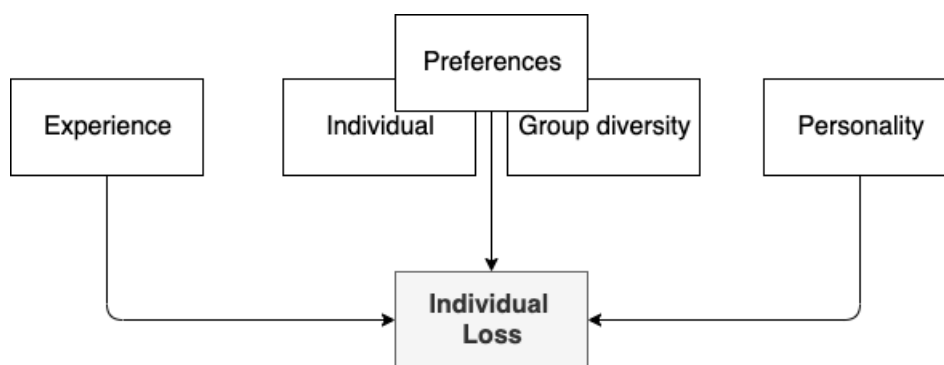 Preferences
Experience
Individual
Group diversity
Personality
Individual
Loss